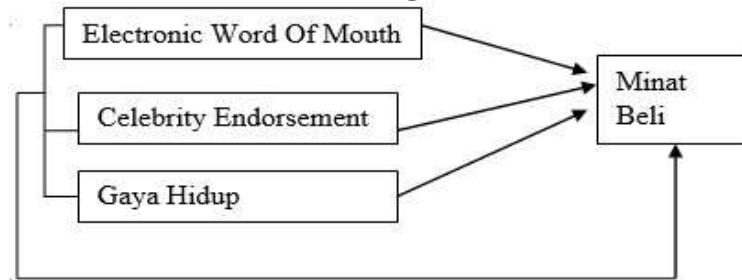 Electronic Word Of Mouth
Celebrity Endorsement
Gaya Hidup
Minat
Beli